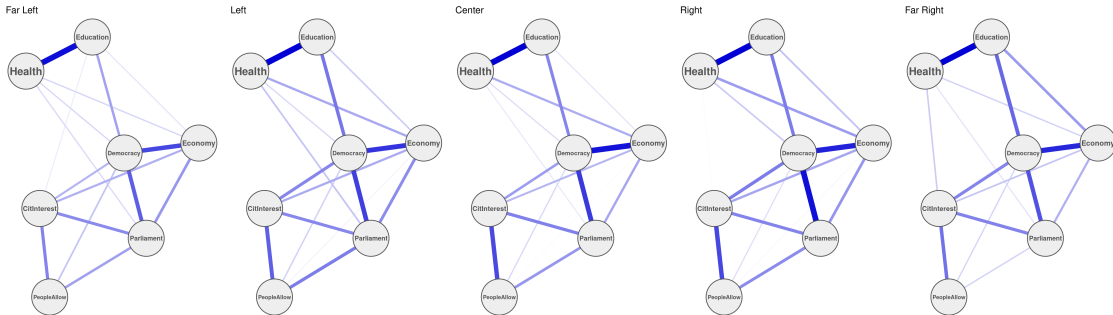 Far Left
Education
Health
Economy
Democracy
CitInterest
Parliament
PeopleAllow
Left
Education
Health
Economy
Democracy
CitInterest
Parliament
PeopleAllow
Center
Education
Health
Economy
Democracy
CitInterest
Parliament
PeopleAllow
Right
Education
Health
Economy
Democracy
CitInterest
Parliament
PeopleAllow
Far Right
Education
Health
Economy
Democracy
CitInterest
Parliament
PeopleAllow